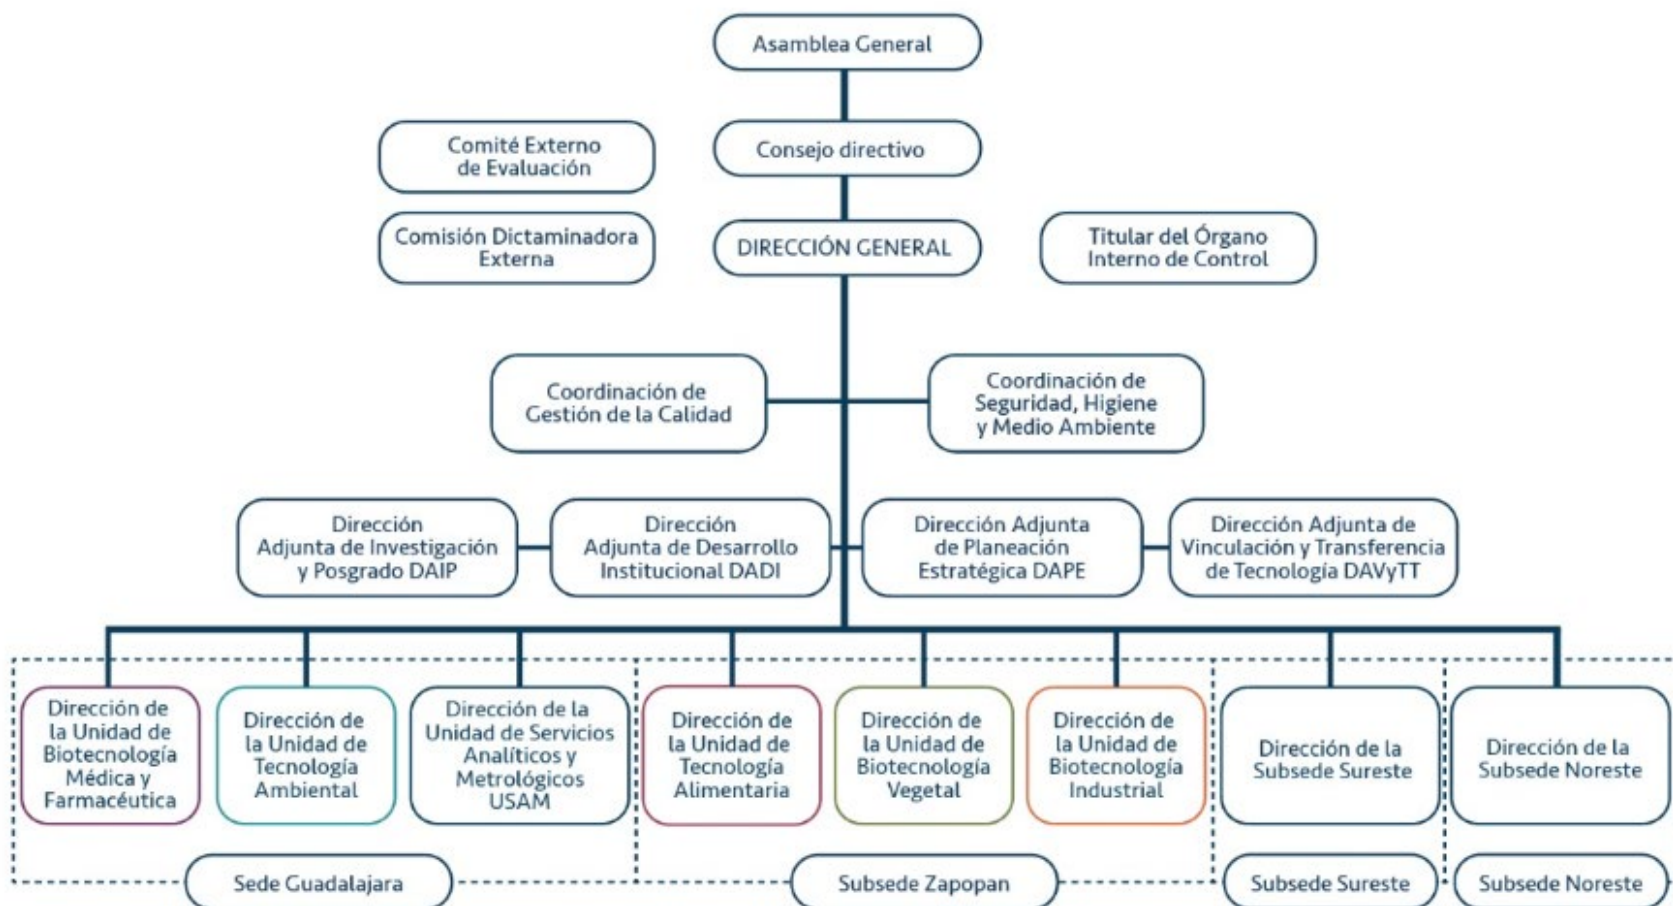 Asamblea General
Comité Externo
de Evaluación
Consejo directivo
Comisión Dictaminadora
Externa
DIRECCIÓN GENERAL
Titular del Órgano
Interno de Control
Coordinación de
Gestión de la Calidad
Coordinación de
Seguridad, Higiene
y Medio Ambiente
Dirección
Adjunta de Investigación
y Posgrado DAIP
Dirección
Adjunta de Desarrollo
Institucional DADI
Dirección Adjunta
de Planeación
Estratégica DAPE
Dirección Adjunta de
Vinculación y Transferencia
de Tecnología DAVyTT
Dirección de
la Unidad de
Biotecnología
Médica y
Farmacéutica
Dirección de
la Unidad de
Tecnología
Ambiental
Dirección de la
Unidad de Servicios
Analíticos y
Metrológicos
USAM
Dirección de
la Unidad de
Tecnología
Alimentaria
Dirección de
la Unidad de
Biotecnología
Vegetal
Dirección de
la Unidad de
Biotecnología
Industrial
Dirección de la
Subsede Sureste
Dirección de la
Subsede Noreste
Sede Guadalajara
Subsede Zapopan
Subsede Sureste
Subsede Noreste